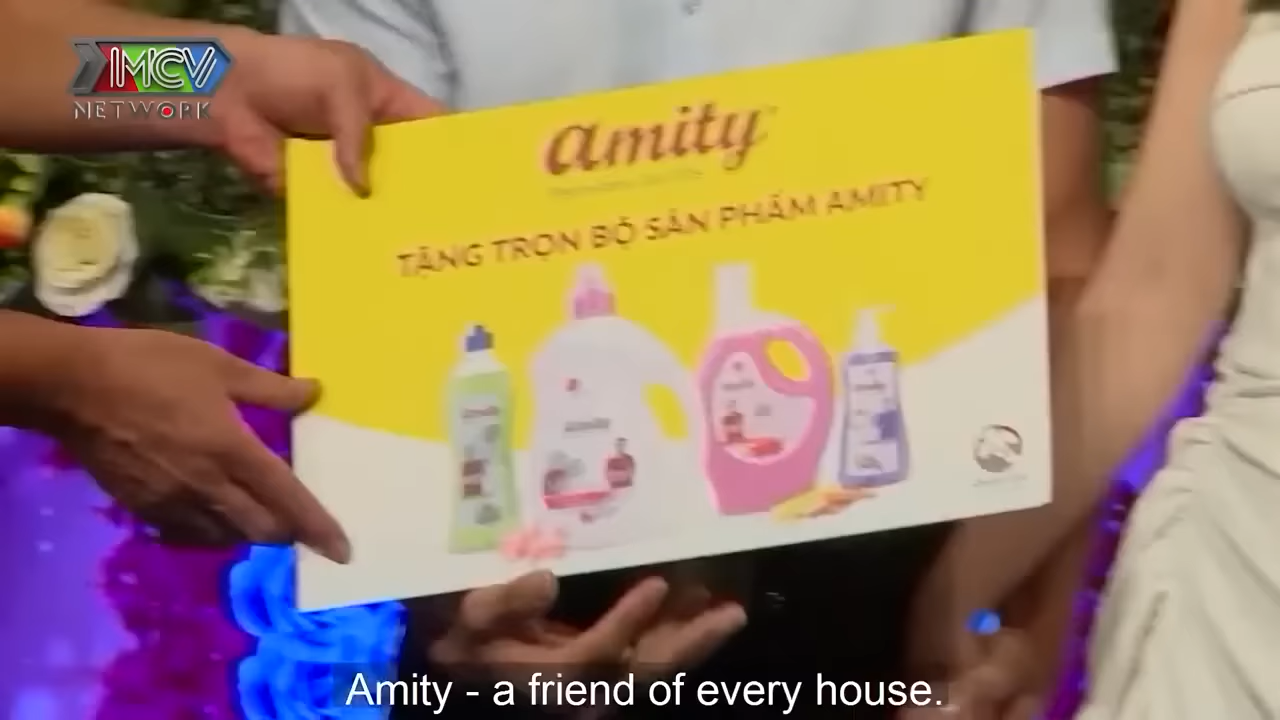 MCV
NETWORK
amity
TẶNG TRỌN BỘ SẢN PHẨM AMITY
Amity - a friend of every house.